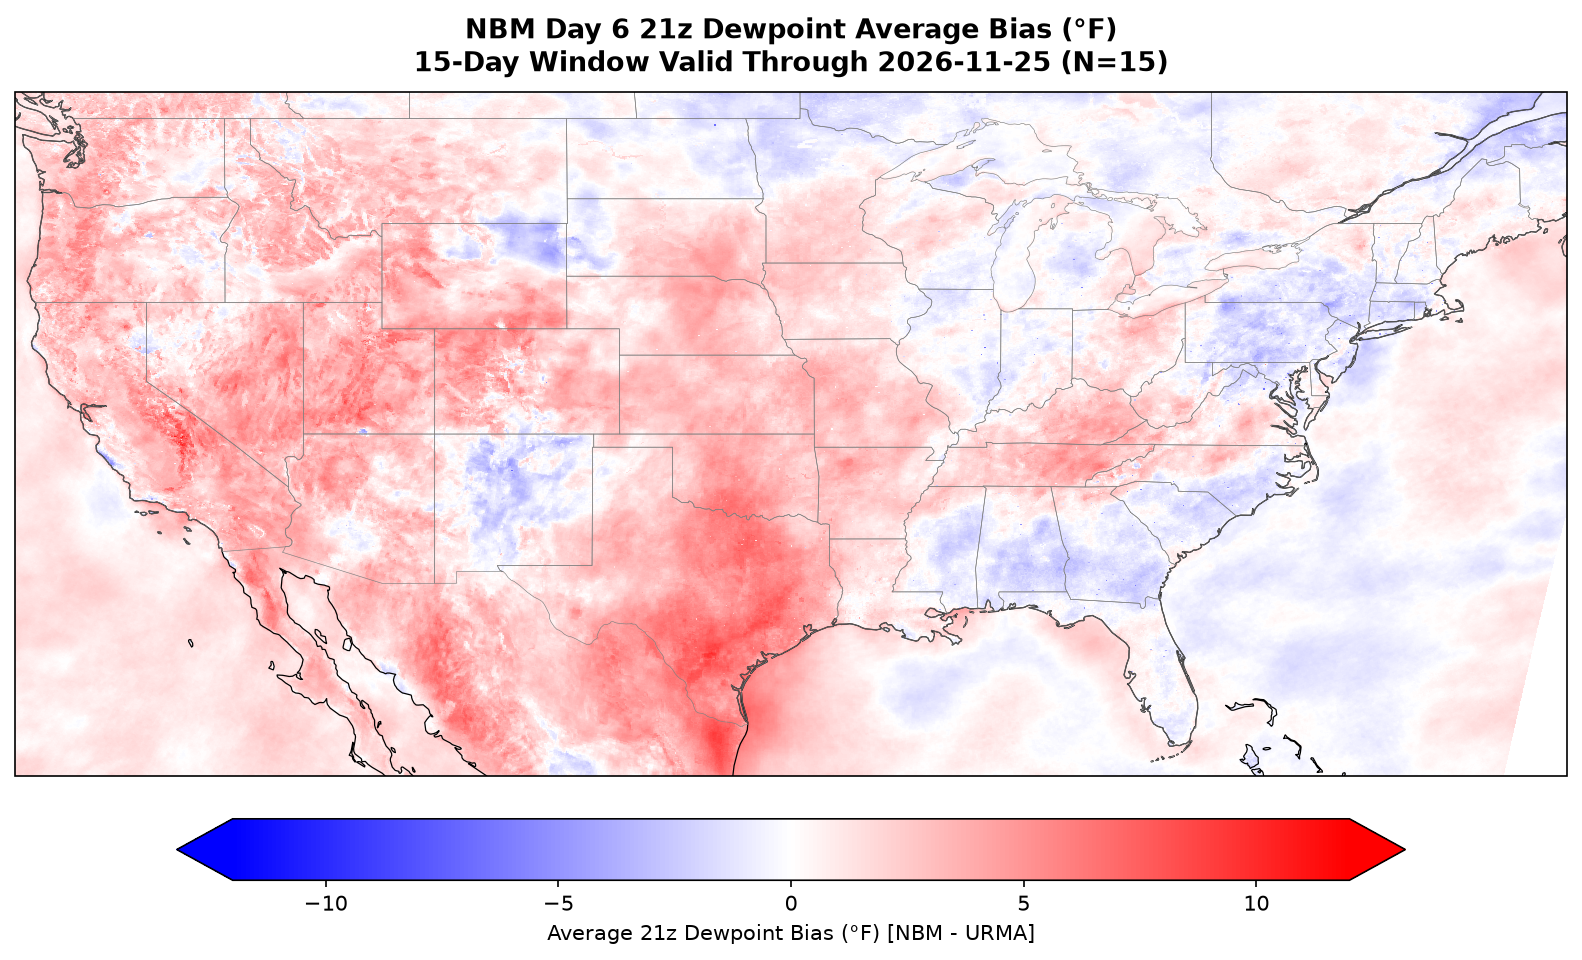 NBM Day 6 21z Dewpoint Average Bias (°F)
15-Day Window Valid Through 2026-11-25 (N=15)
−10 −5 0 5 10
Average 21z Dewpoint Bias (°F) [NBM - URMA]